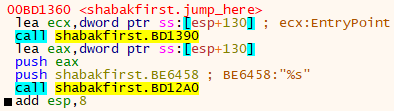 00BD1360 <shabakfirst.jump_here>
lea ecx,dword ptr ss:[esp+130] ; ecx:EntryPoint
call shabakfirst.BD1390
lea eax,dword ptr ss:[esp+130]
push eax
push shabakfirst.BE6458 ; BE6458:"%s"
call shabakfirst.BD12A0
add esp,8